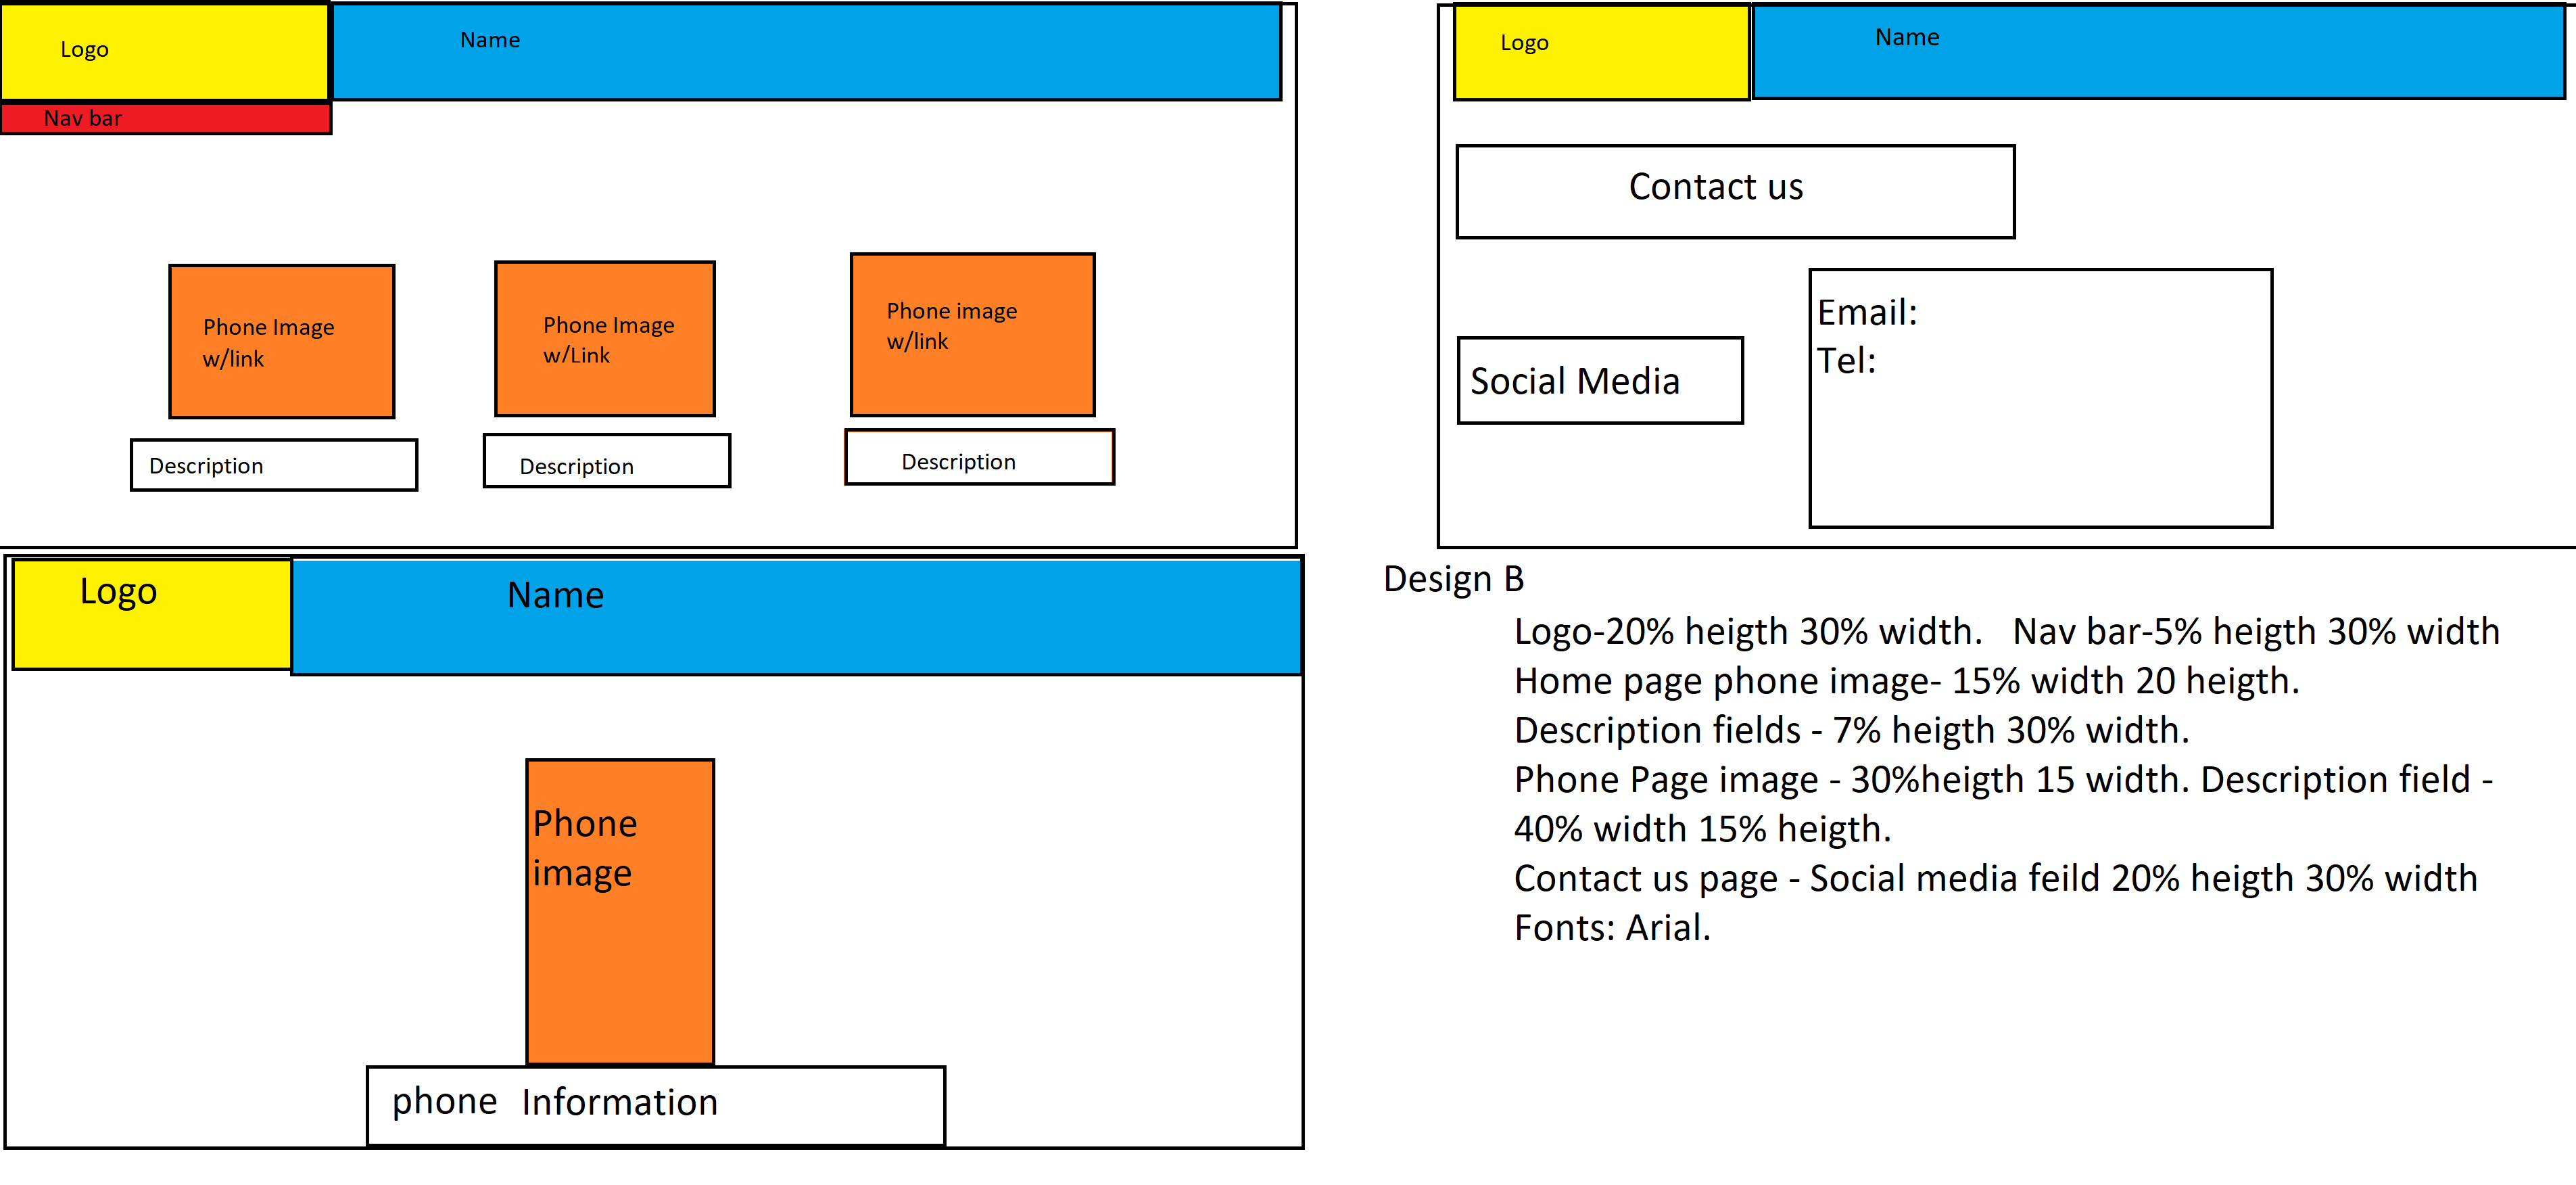 Logo
Name
Nav bar
Phone Image
w/link
Phone Image
w/Link
Phone image
w/link
Description
Description
Description
Logo
Name
Contact us
Social Media
Email:
Tel:
Logo
Name
Phone
image
phone Information
Design B
Logo-20% heigth 30% width. Nav bar-5% heigth 30% width
Home page phone image- 15% width 20 heigth.
Description fields - 7% heigth 30% width.
Phone Page image - 30%heigth 15 width. Description field -
40% width 15% heigth.
Contact us page - Social media feild 20% heigth 30% width
Fonts: Arial.